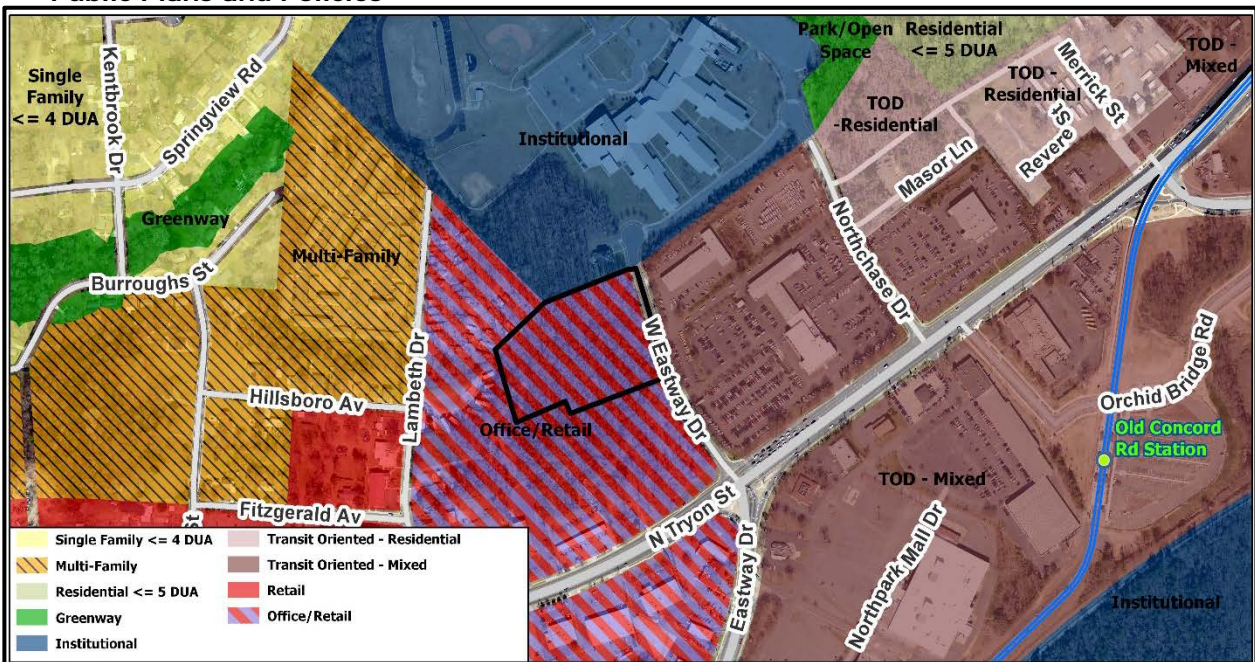 Public Plans and Policies
Single
Family
<= 4 DUA
Kentbrook Dr
Springview Rd
Greenway
Burroughs St
Multi-Family
Institutional
Park/Open
Space
Residential
<= 5 DUA
TOD
-Residential
TOD -
Residential
Merrick St
TOD -
Mixed
Revere St
Masor Ln
Northchase Dr
W Eastway Dr
Lambeth Dr
Hillsboro Av
Office/Retail
Fitzgerald Av
St
N Tryon St
Eastway Dr
TOD - Mixed
Northpark Mall Dr
Orchid Bridge Rd
Old Concord
Rd Station
Institutional
Single Family <= 4 DUA
Multi-Family
Residential <= 5 DUA
Greenway
Institutional
Transit Oriented - Residential
Transit Oriented - Mixed
Retail
Office/Retail